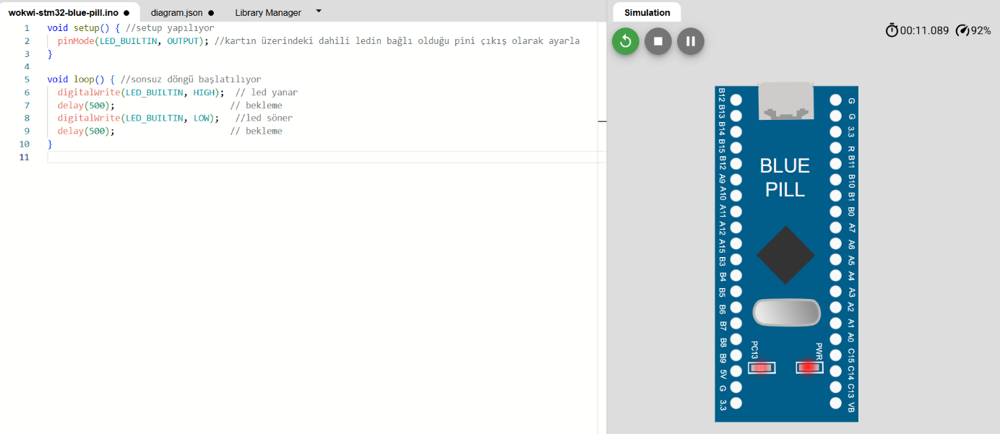 wokwi-stm32-blue-pill.ino ● diagram.json ● Library Manager
1 void setup() { //setup yapılıyor
2 pinMode(LED_BUILTIN, OUTPUT); //kartın üzerindeki dahili ledin bağlı olduğu pini çıkış olarak ayarla
3 }
4
5 void loop() { //sonsuz döngü başlatılıyor
6 digitalWrite(LED_BUILTIN, HIGH); // led yanar
7 delay(500); // bekleme
8 digitalWrite(LED_BUILTIN, LOW); //led söner
9 delay(500); // bekleme
10 }
11
Simulation
00:11.089 92%
BLUE
PILL
B12
B13
B14
B15
B12
A9
A10
A11
A12
A15
B3
B4
B5
B6
B7
B8
B9
5V
G
3.3
G
G
3.3
R
B11
B10
B1
B0
A7
A6
A5
A4
A3
A2
A1
A0
C15
C14
C13
VB
PC13
PWR